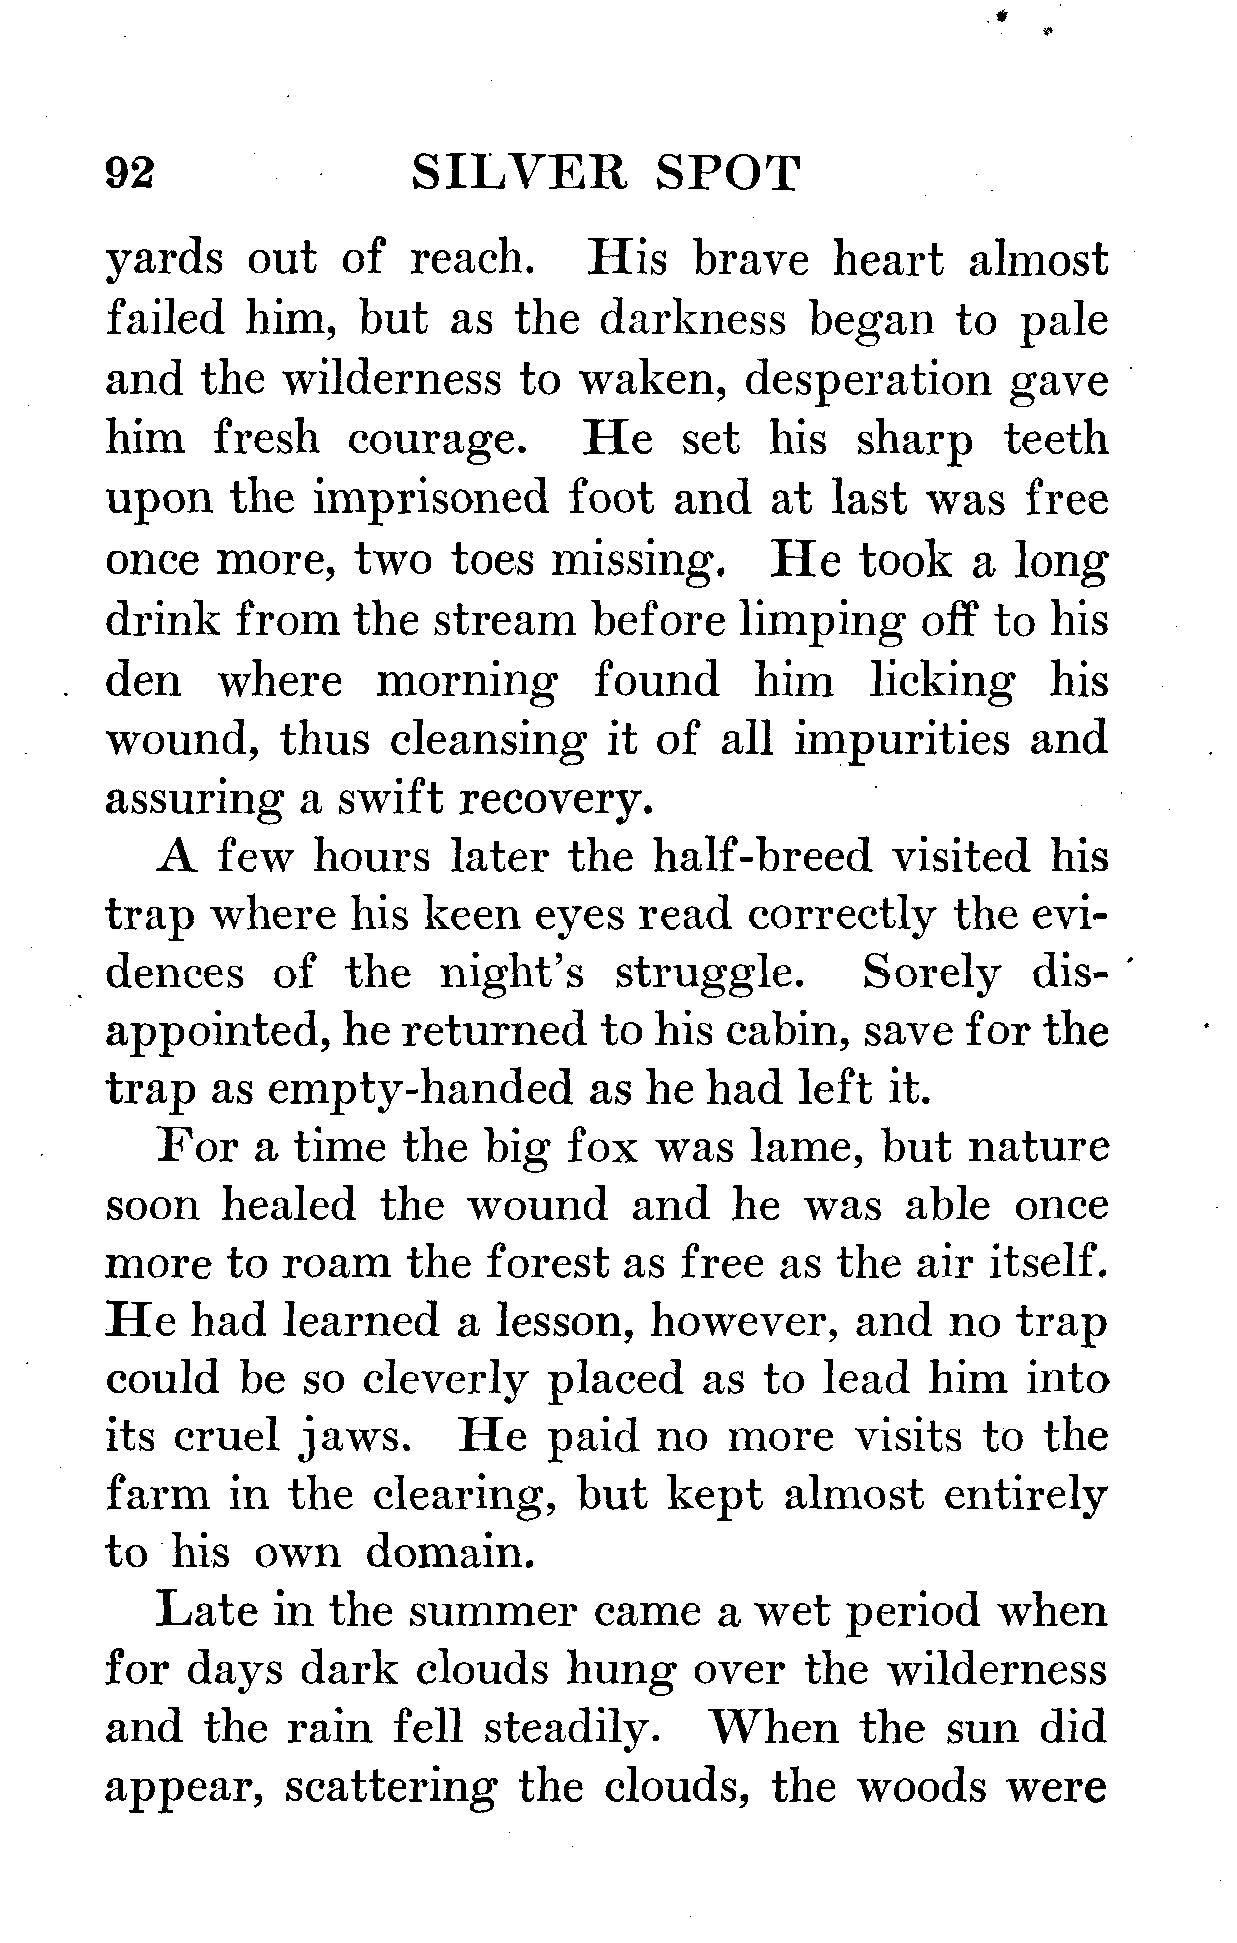 92 SILVER SPOT
yards out of reach. His brave heart almost
failed him, but as the darkness began to pale
and the wilderness to waken, desperation gave
him fresh courage. He set his sharp teeth
upon the imprisoned foot and at last was free
once more, two toes missing. He took a long
drink from the stream before limping off to his
den where morning found him licking his
wound, thus cleansing it of all impurities and
assuring a swift recovery.
A few hours later the half-breed visited his
trap where his keen eyes read correctly the evi-
dences of the night's struggle. Sorely dis-
appointed, he returned to his cabin, save for the
trap as empty-handed as he had left it.
For a time the big fox was lame, but nature
soon healed the wound and he was able once
more to roam the forest as free as the air itself.
He had learned a lesson, however, and no trap
could be so cleverly placed as to lead him into
its cruel jaws. He paid no more visits to the
farm in the clearing, but kept almost entirely
to his own domain.
Late in the summer came a wet period when
for days dark clouds hung over the wilderness
and the rain fell steadily. When the sun did
appear, scattering the clouds, the woods were